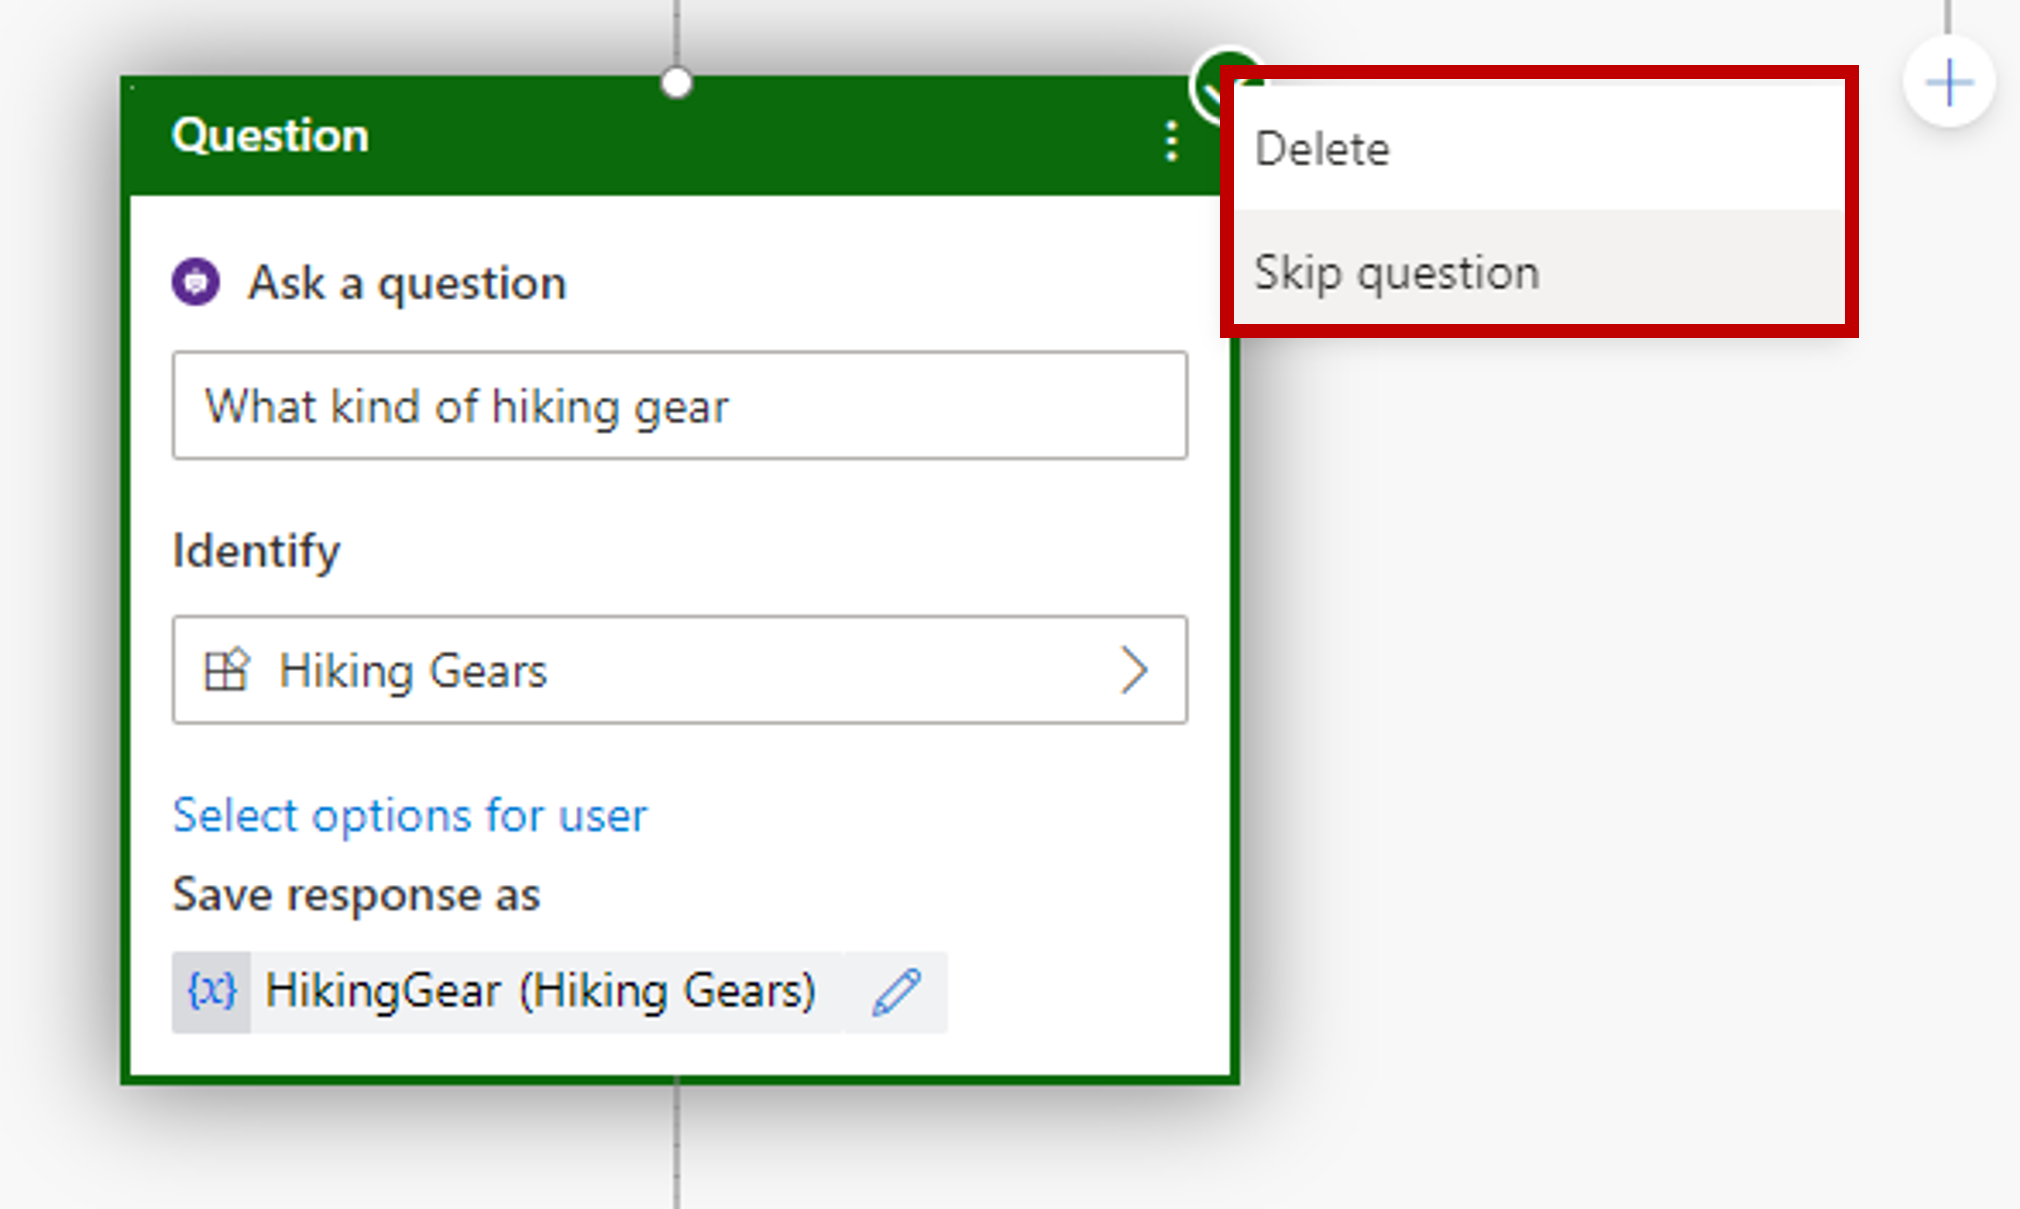 Question
Delete
Skip question
Ask a question
What kind of hiking gear
Identify
Hiking Gears
Select options for user
Save response as
{x} HikingGear (Hiking Gears)